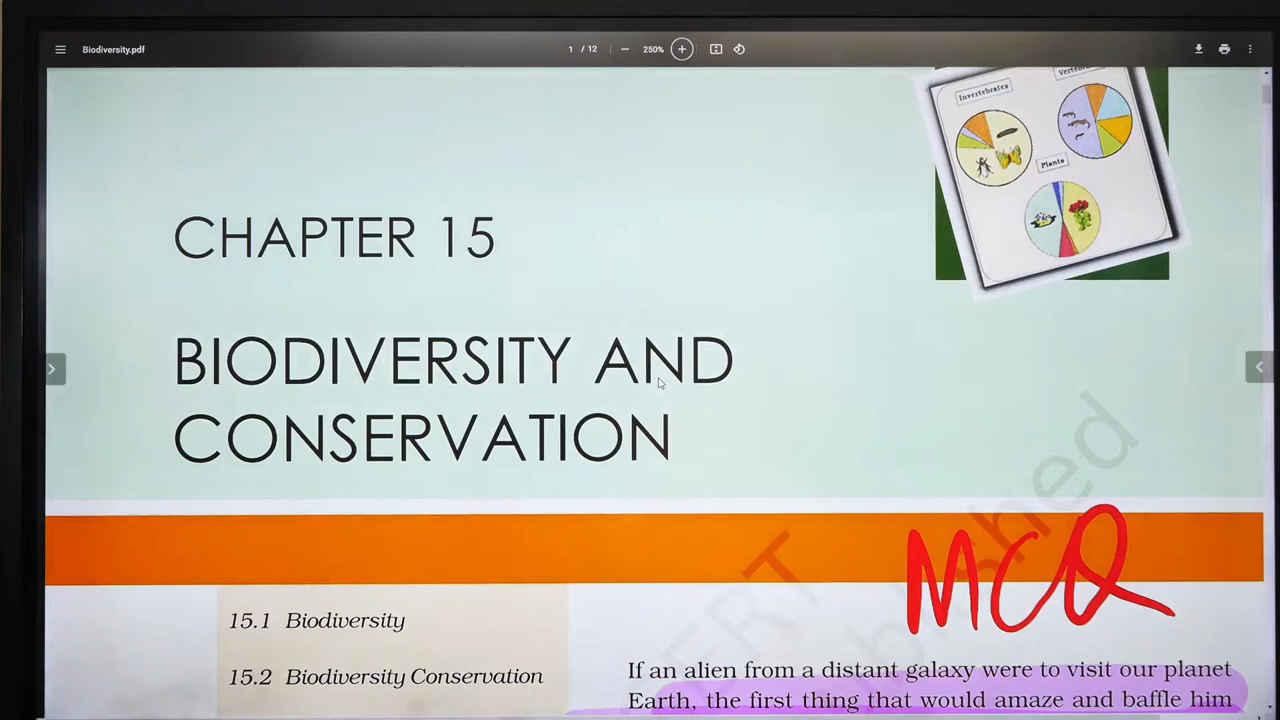 Biodiversity.pdf
1 / 12
250%
Invertebrates
Plants
CHAPTER 15
BIODIVERSITY AND
CONSERVATION
MCQ
15.1 Biodiversity
15.2 Biodiversity Conservation
If an alien from a distant galaxy were to visit our planet
Earth, the first thing that would amaze and baffle him